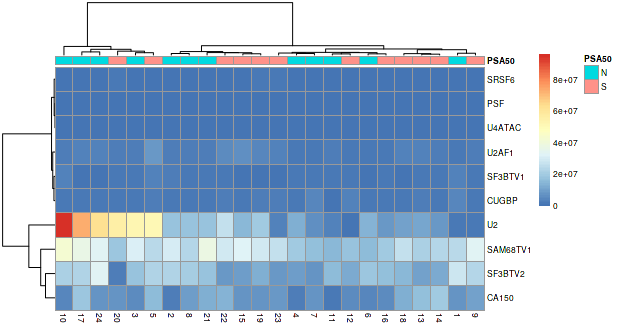 PSA50
SRSF6
PSF
U4ATAC
U2AF1
SF3BTV1
CUGBP
U2
SAM68TV1
SF3BTV2
CA150
10 17 24 20 3 5 2 8 21 22 15 19 23 4 7 11 12 6 16 18 13 14 1 9
8e+07
6e+07
4e+07
2e+07
0
PSA50
N
S